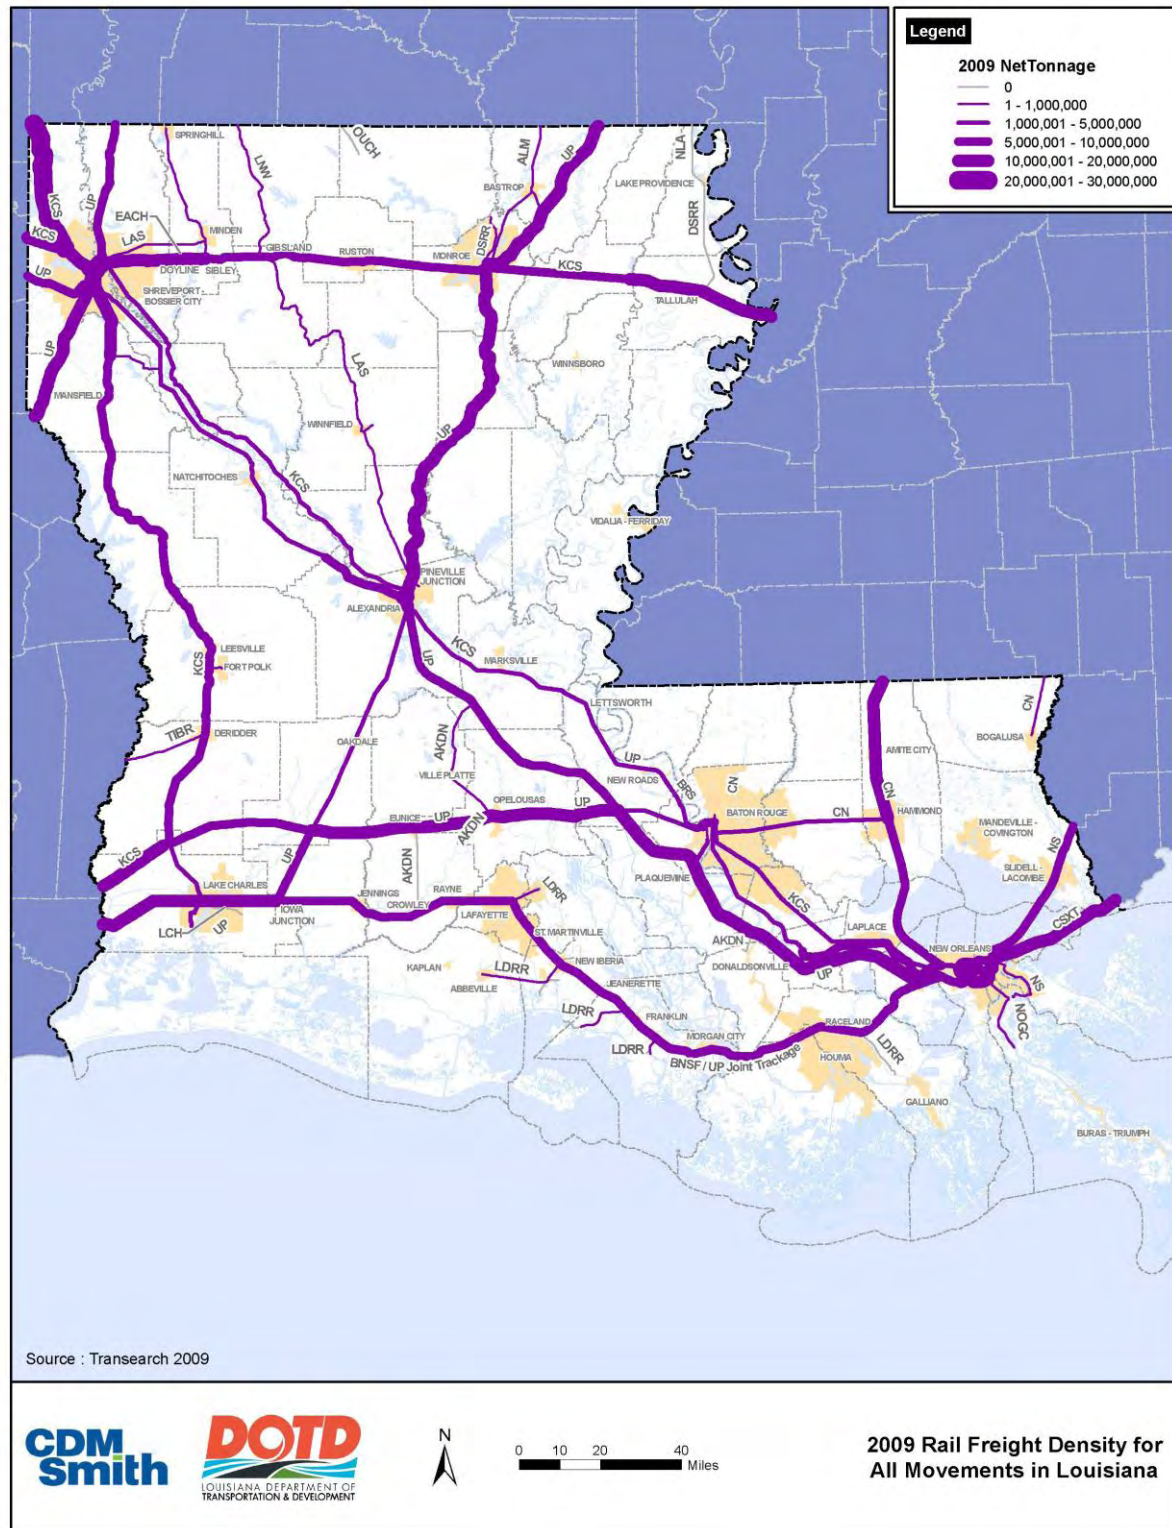 Legend
2009 NetTonnage
0
1 - 1,000,000
1,000,001 - 5,000,000
5,000,001 - 10,000,000
10,000,001 - 20,000,000
20,000,001 - 30,000,000
SPRINGHILL
LNW
OUCH
ALM
UP
NLA
BASTROP
LAKE PROVIDENCE
KCS
UP
EACH
KCS
LAS
MINDEN
DSRR
DSRR
GIBSLAND
RUSTON
MONROE
UP
DOYLINE
SIBLEY
KCS
SHREVEPORT -
BOSSIER CITY
TALLULAH
UP
LAS
WINNSBORO
MANSFIELD
WINNFIELD
UP
NATCHITOCHES
KCS
VIDALIA - FERRIDAY
PINEVILLE
JUNCTION
ALEXANDRIA
LEESVILLE
KCS
FORT POLK
UP
KCS
MARKSVILLE
LETTSWORTH
CN
TIBR
DERIDDER
OAKDALE
AKDN
BOGALUSA
AMITE CITY
UP
VILLE PLATTE
NEW ROADS
BRS
CN
CN
OPELOUSAS
UP
BATON ROUGE
CN
HAMMOND
MANDEVILLE -
COVINGTON
EUNICE
UP
AKDN
KCS
UP
AKDN
NS
SLIDELL -
LACOMBE
LAKE CHARLES
JENNINGS
RAYNE
LDRR
PLAQUEMINE
KCS
CROWLEY
IOWA
JUNCTION
LAFAYETTE
LCH
UP
ST. MARTINVILLE
LAPLACE
CSXT
AKDN
NEW ORLEANS
KAPLAN
LDRR
NEW IBERIA
DONALDSONVILLE
UP
ABBEVILLE
JEANERETTE
NS
LDRR
FRANKLIN
RACELAND
NOGC
MORGAN CITY
LDRR
BNSF / UP Joint Trackage
HOUMA
LDRR
GALLIANO
BURAS - TRIUMPH
Source : Transearch 2009
CDM
Smith
DOTD
LOUISIANA DEPARTMENT OF
TRANSPORTATION & DEVELOPMENT
N
0 10 20 40
Miles
2009 Rail Freight Density for
All Movements in Louisiana